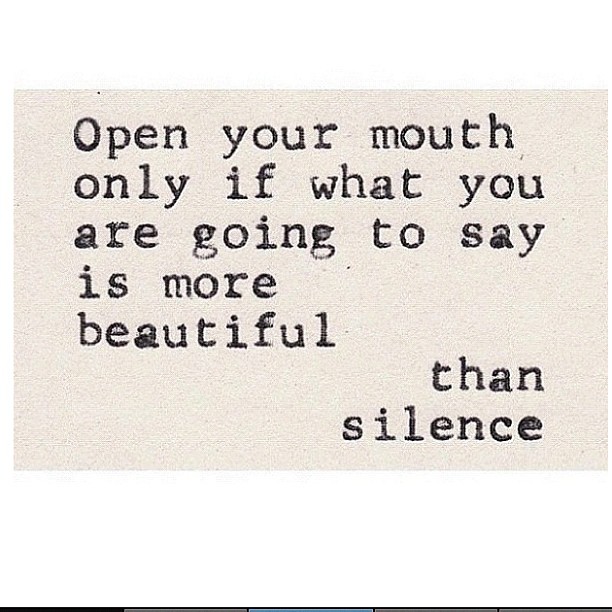 Open your mouth
only if what you
are going to say
is more
beautiful
than
silence